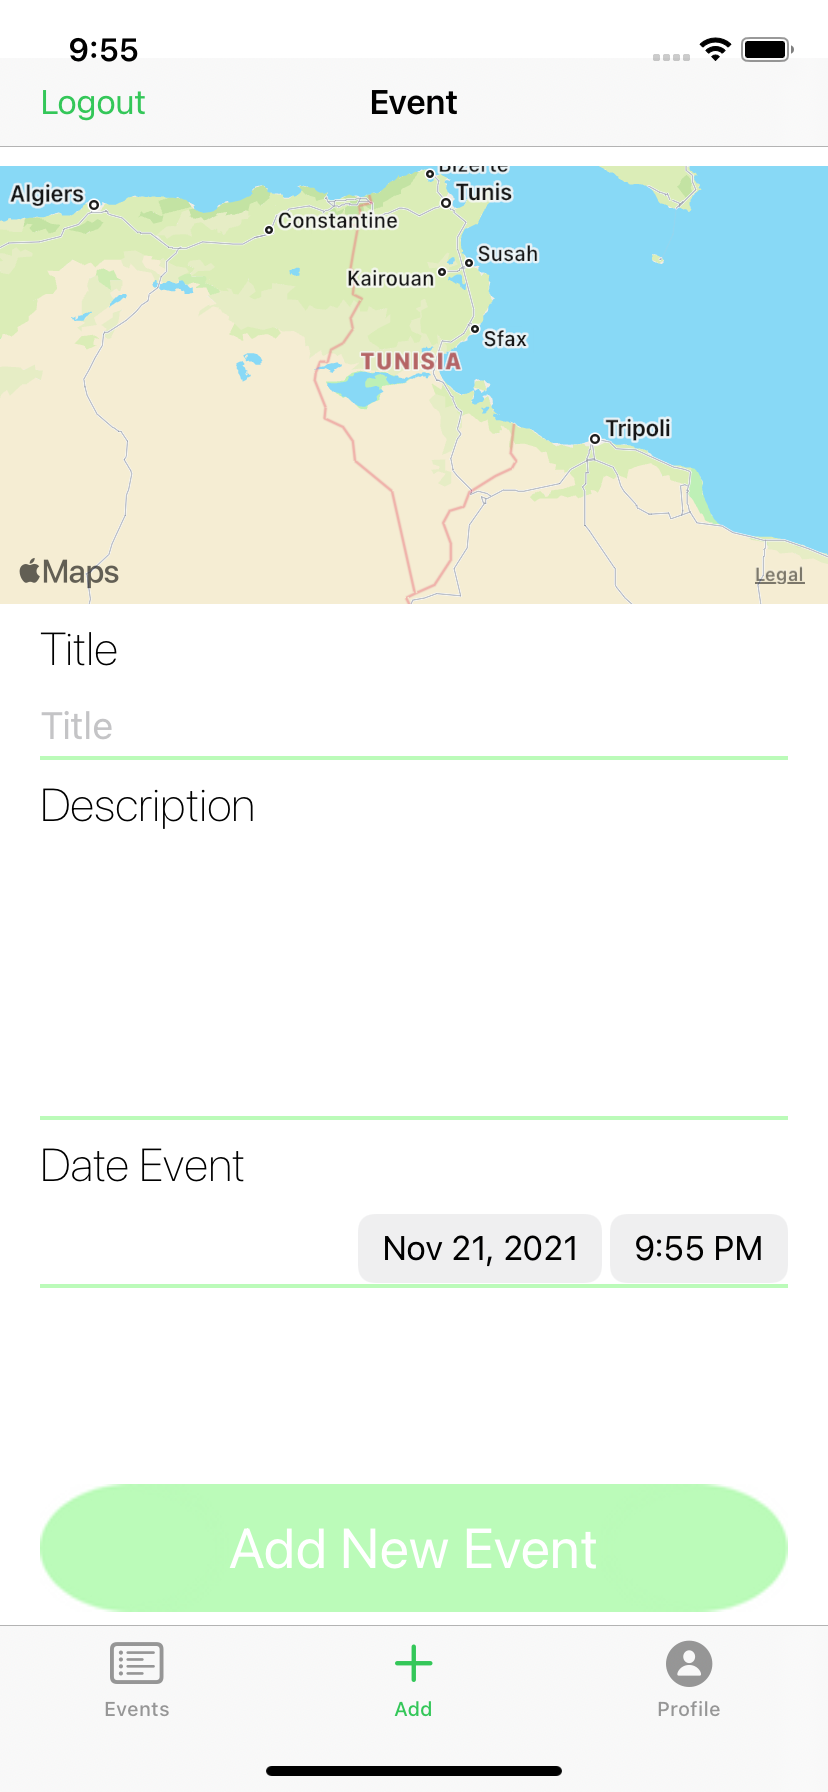 9:55
Logout
Event
Bizerte
Algiers
Tunis
Constantine
Susah
Kairouan
Sfax
TUNISIA
Tripoli
Maps
Legal
Title
Title
Description
Date Event
Nov 21, 2021
9:55 PM
Add New Event
Events
Add
Profile